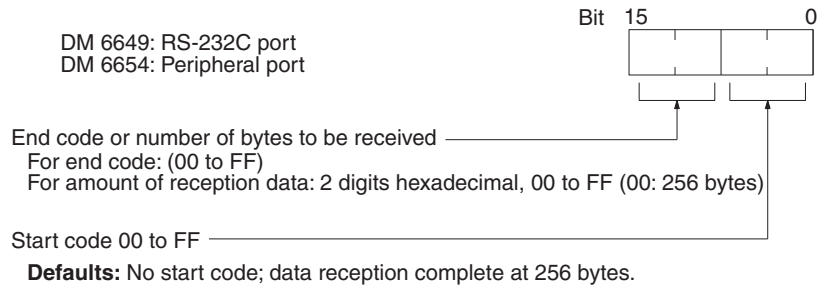 Bit 15 0
DM 6649: RS-232C port
DM 6654: Peripheral port
End code or number of bytes to be received
For end code: (00 to FF)
For amount of reception data: 2 digits hexadecimal, 00 to FF (00: 256 bytes)
Start code 00 to FF
Defaults: No start code; data reception complete at 256 bytes.